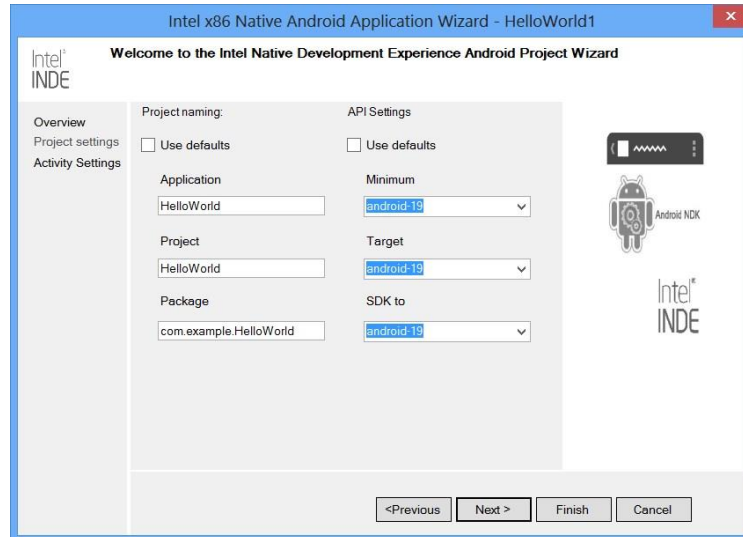 Intel x86 Native Android Application Wizard - HelloWorld1
x
Intel®
INDE
Welcome to the Intel Native Development Experience Android Project Wizard
Overview
Project settings
Activity Settings
Project naming:
Use defaults
Application
HelloWorld
Project
HelloWorld
Package
com.example.HelloWorld
API Settings
Use defaults
Minimum
android-19
Target
android-19
SDK to
android-19
Android NDK
Intel®
INDE
<Previous
Next >
Finish
Cancel